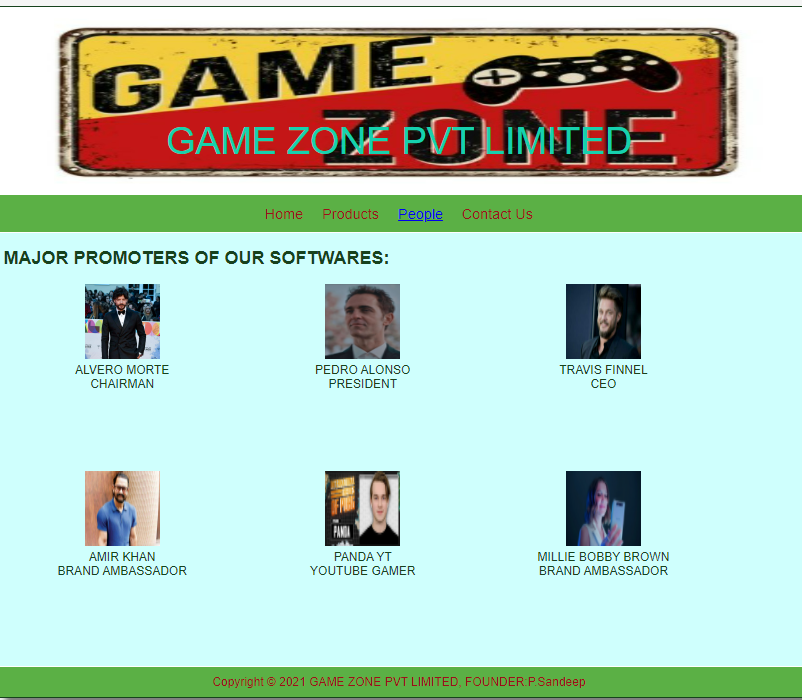 GAME
ZONE
GAME ZONE PVT LIMITED
Home Products People Contact Us
MAJOR PROMOTERS OF OUR SOFTWARES:
ALVERO MORTE
CHAIRMAN
PEDRO ALONSO
PRESIDENT
TRAVIS FINNEL
CEO
AMIR KHAN
BRAND AMBASSADOR
PANDA
PANDA YT
YOUTUBE GAMER
MILLIE BOBBY BROWN
BRAND AMBASSADOR
Copyright © 2021 GAME ZONE PVT LIMITED, FOUNDER:P.Sandeep